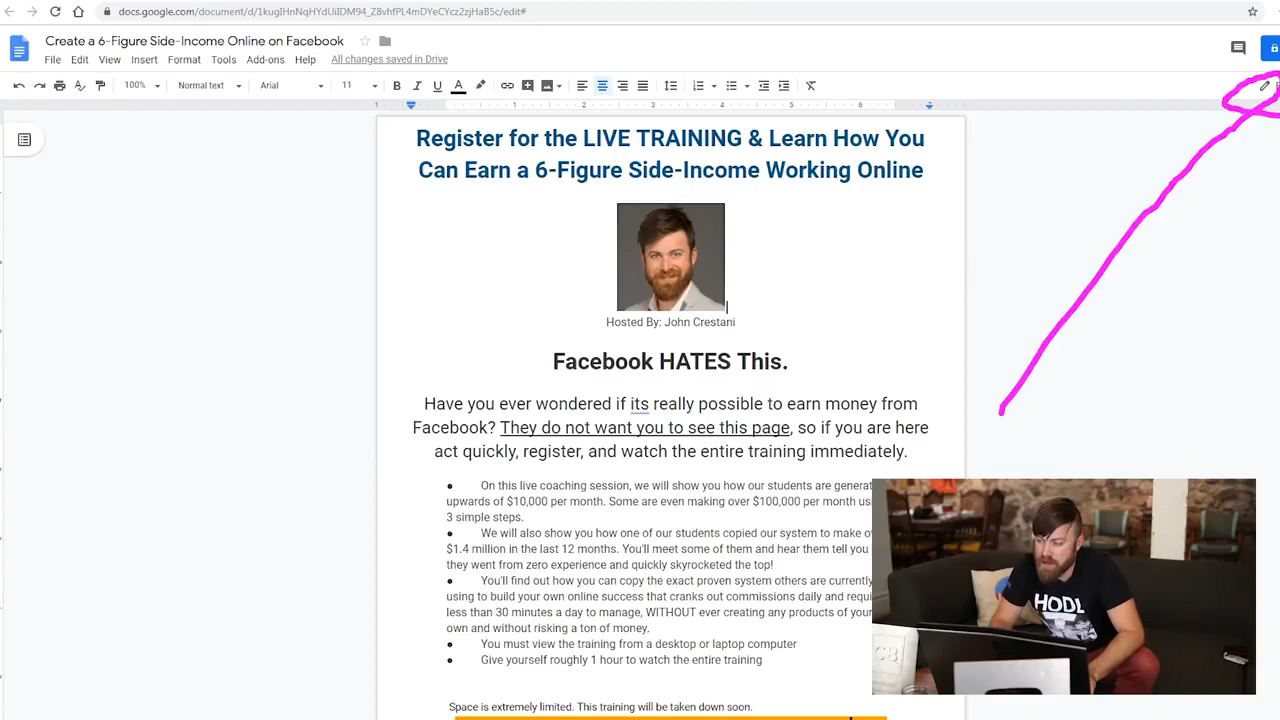 docs.google.com/document/d/1kugIHnNqHYdUiIDM94_Z8vhfPL4mDYeCYcz2zjHaB5c/edit#
Create a 6-Figure Side-Income Online on Facebook
File Edit View Insert Format Tools Add-ons Help All changes saved in Drive
100% Normal text Arial 11 B I U A
1 1 2 3 4 5 6
Register for the LIVE TRAINING & Learn How You
Can Earn a 6-Figure Side-Income Working Online
Hosted By: John Crestani
Facebook HATES This.
Have you ever wondered if its really possible to earn money from
Facebook? They do not want you to see this page, so if you are here
act quickly, register, and watch the entire training immediately.
● On this live coaching session, we will show you how our students are generat
upwards of $10,000 per month. Some are even making over $100,000 per month us
3 simple steps.
● We will also show you how one of our students copied our system to make o
$1.4 million in the last 12 months. You'll meet some of them and hear them tell you
they went from zero experience and quickly skyrocketed the top!
● You'll find out how you can copy the exact proven system others are currently
using to build your own online success that cranks out commissions daily and requi
less than 30 minutes a day to manage, WITHOUT ever creating any products of your
own and without risking a ton of money.
● You must view the training from a desktop or laptop computer
● Give yourself roughly 1 hour to watch the entire training
Space is extremely limited. This training will be taken down soon.
HODL